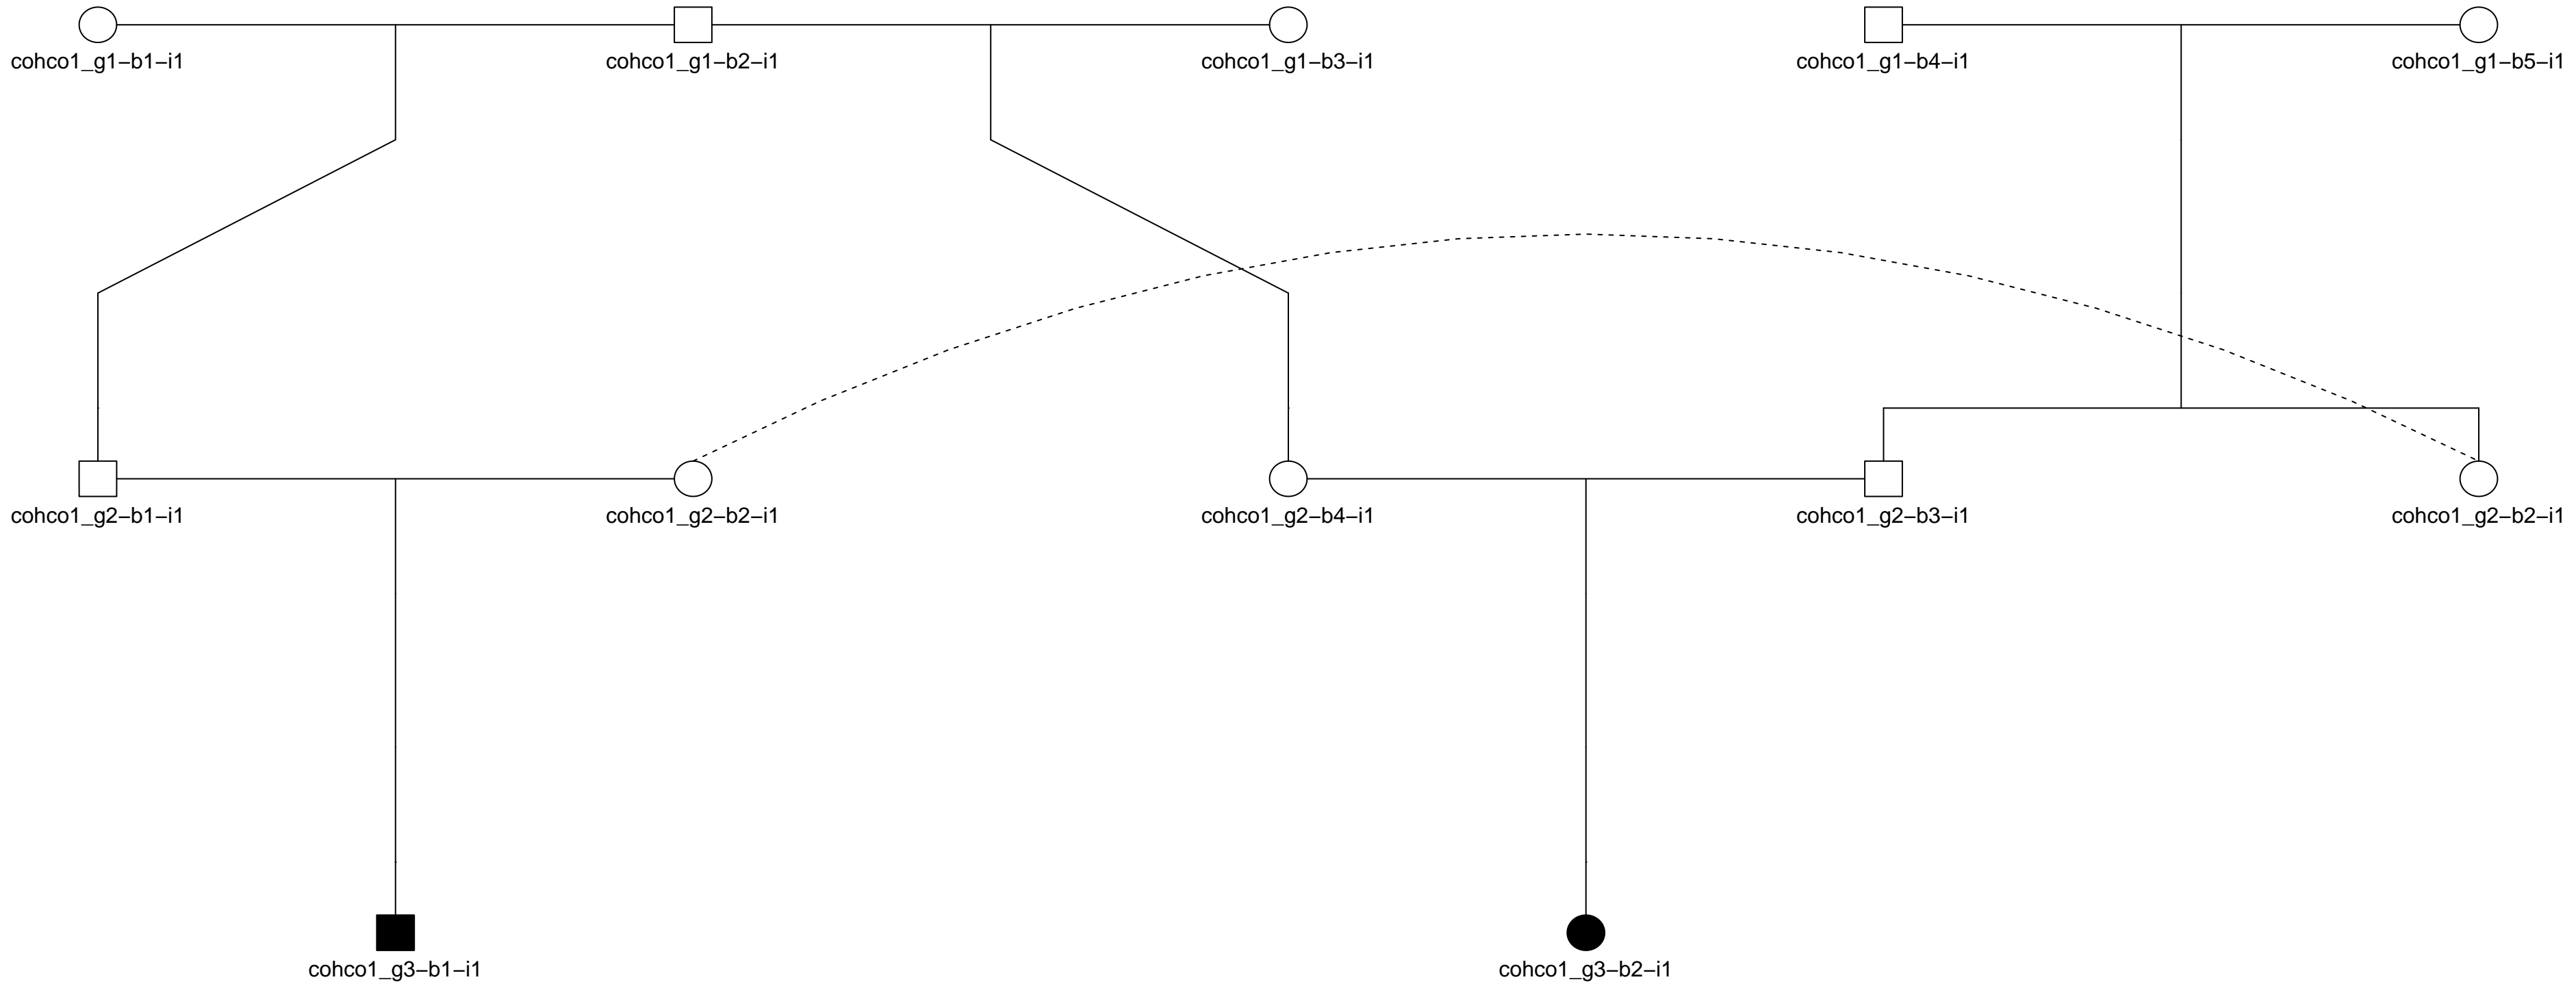 cohco1_g1−b1−i1
cohco1_g1−b2−i1
cohco1_g1−b3−i1
cohco1_g1−b4−i1
cohco1_g1−b5−i1
cohco1_g2−b1−i1
cohco1_g2−b2−i1
cohco1_g2−b4−i1
cohco1_g2−b3−i1
cohco1_g2−b2−i1
cohco1_g3−b1−i1
cohco1_g3−b2−i1